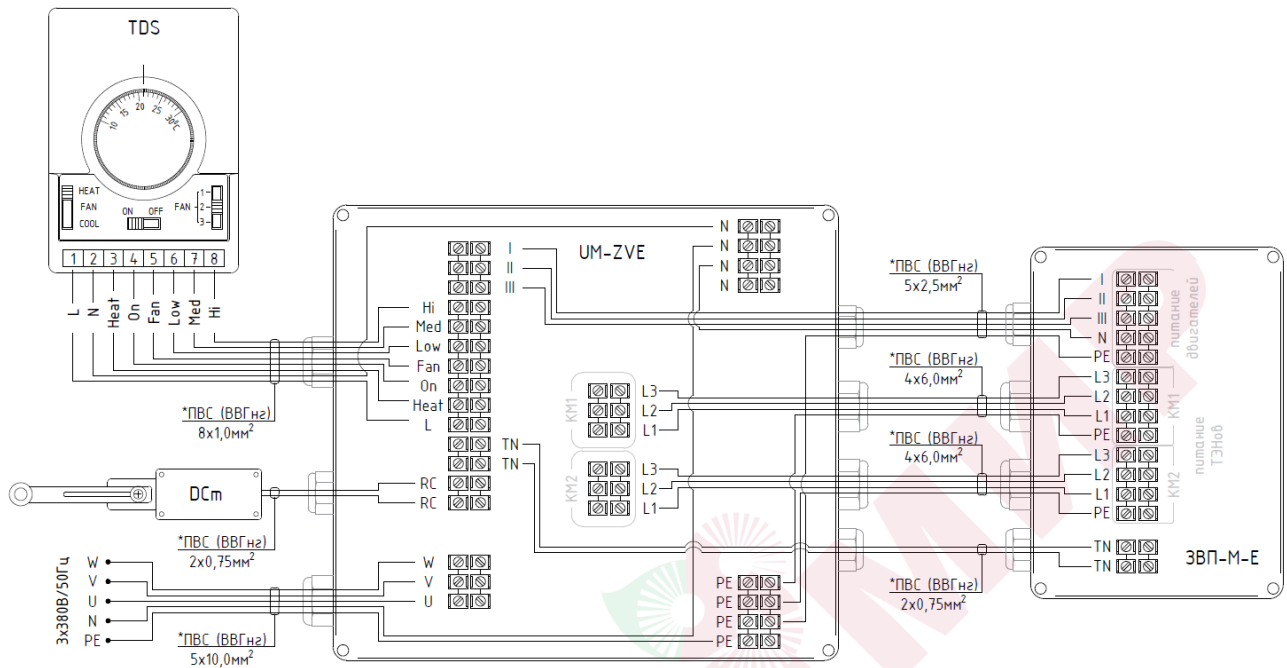 TDS
10
15
20
25
30°C
HEAT
FAN
COOL
ON OFF
FAN
1
2
3
1 2 3 4 5 6 7 8
L
N
Heat
On
Fan
Low
Med
Hi
*ПВС (ВВГнг)
8х1,0мм²
DCm
*ПВС (ВВГнг)
2х0,75мм²
3х380В/50Гц
W
V
U
N
PE
*ПВС (ВВГнг)
5х10,0мм²
UM-ZVE
I
II
III
Hi
Med
Low
Fan
On
Heat
L
TN
TN
RC
RC
W
V
U
N
N
N
N
KM1
L3
L2
L1
KM2
L3
L2
L1
PE
PE
PE
PE
*ПВС (ВВГнг)
5х2,5мм²
*ПВС (ВВГнг)
4х6,0мм²
*ПВС (ВВГнг)
4х6,0мм²
*ПВС (ВВГнг)
2х0,75мм²
I
II
III
N
PE
L3
L2
L1
PE
L3
L2
L1
PE
TN
TN
питание
двигателей
KM1
KM2
питание
ТЭНов
ЗВП-М-Е
МИР